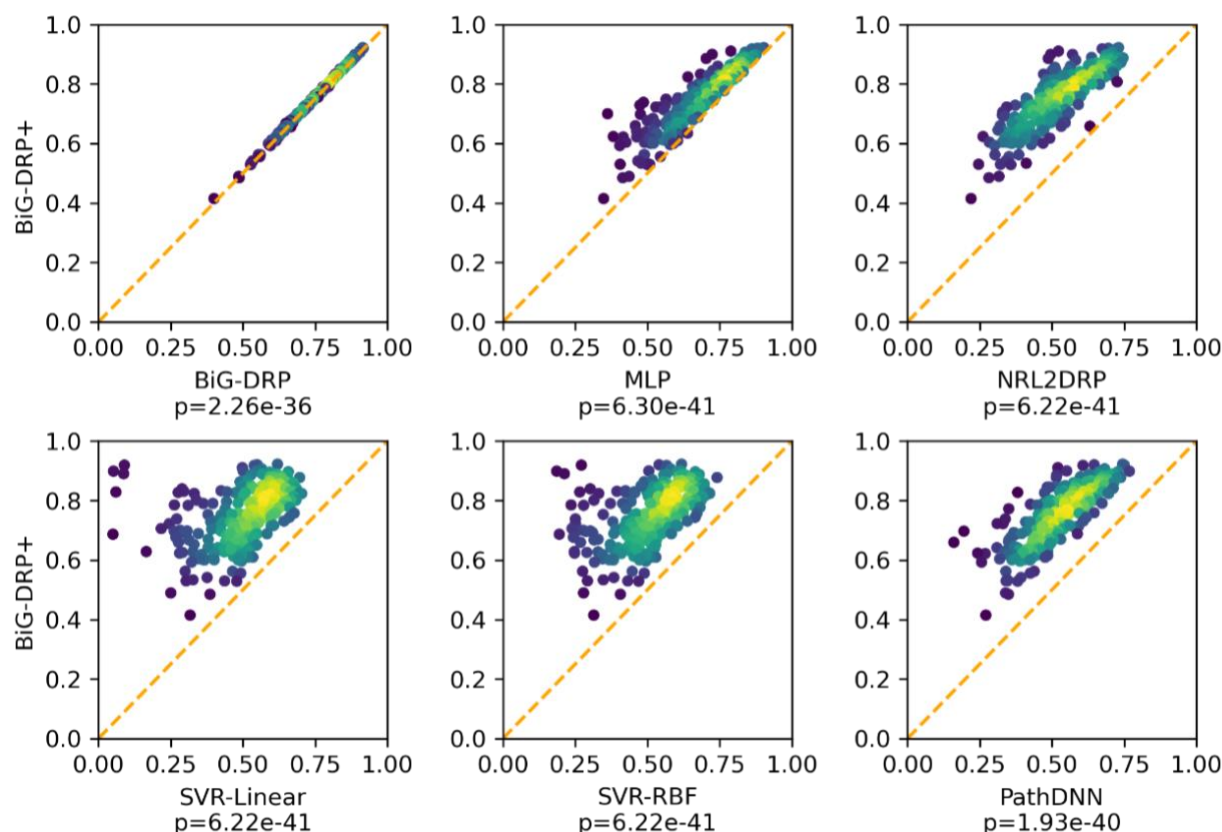 1.0 1.0 1.0
0.8 0.8 0.8
BiG-DRP+
0.6 0.6 0.6
0.4 0.4 0.4
0.2 0.2 0.2
0.0 0.0 0.0
0.00 0.25 0.50 0.75 1.00 0.00 0.25 0.50 0.75 1.00 0.00 0.25 0.50 0.75 1.00
BiG-DRP MLP NRL2DRP
p=2.26e-36 p=6.30e-41 p=6.22e-41
1.0 1.0 1.0
0.8 0.8 0.8
BiG-DRP+
0.6 0.6 0.6
0.4 0.4 0.4
0.2 0.2 0.2
0.0 0.0 0.0
0.00 0.25 0.50 0.75 1.00 0.00 0.25 0.50 0.75 1.00 0.00 0.25 0.50 0.75 1.00
SVR-Linear SVR-RBF PathDNN
p=6.22e-41 p=6.22e-41 p=1.93e-40